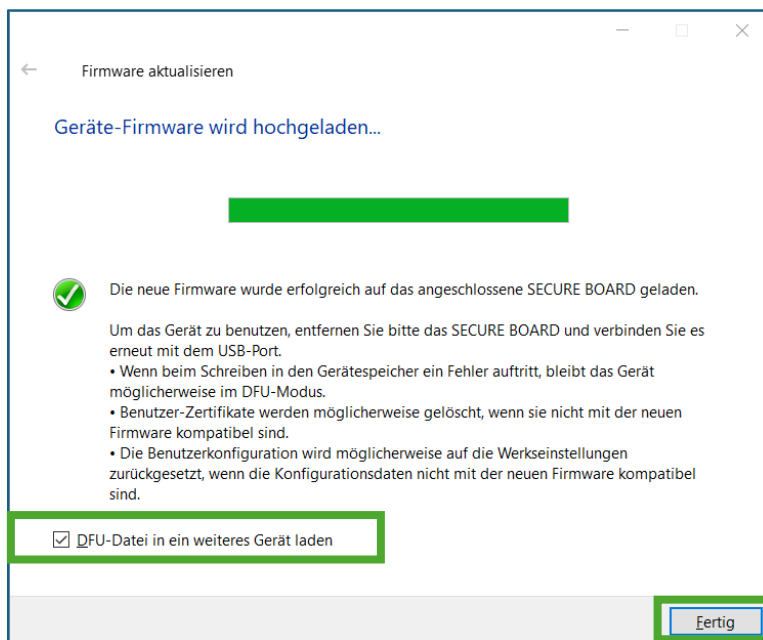 Firmware aktualisieren
Geräte-Firmware wird hochgeladen...
Die neue Firmware wurde erfolgreich auf das angeschlossene SECURE BOARD geladen.
Um das Gerät zu benutzen, entfernen Sie bitte das SECURE BOARD und verbinden Sie es
erneut mit dem USB-Port.
• Wenn beim Schreiben in den Gerätespeicher ein Fehler auftritt, bleibt das Gerät
möglicherweise im DFU-Modus.
• Benutzer-Zertifikate werden möglicherweise gelöscht, wenn sie nicht mit der neuen
Firmware kompatibel sind.
• Die Benutzerkonfiguration wird möglicherweise auf die Werkseinstellungen
zurückgesetzt, wenn die Konfigurationsdaten nicht mit der neuen Firmware kompatibel
sind.
DFU-Datei in ein weiteres Gerät laden
Fertig